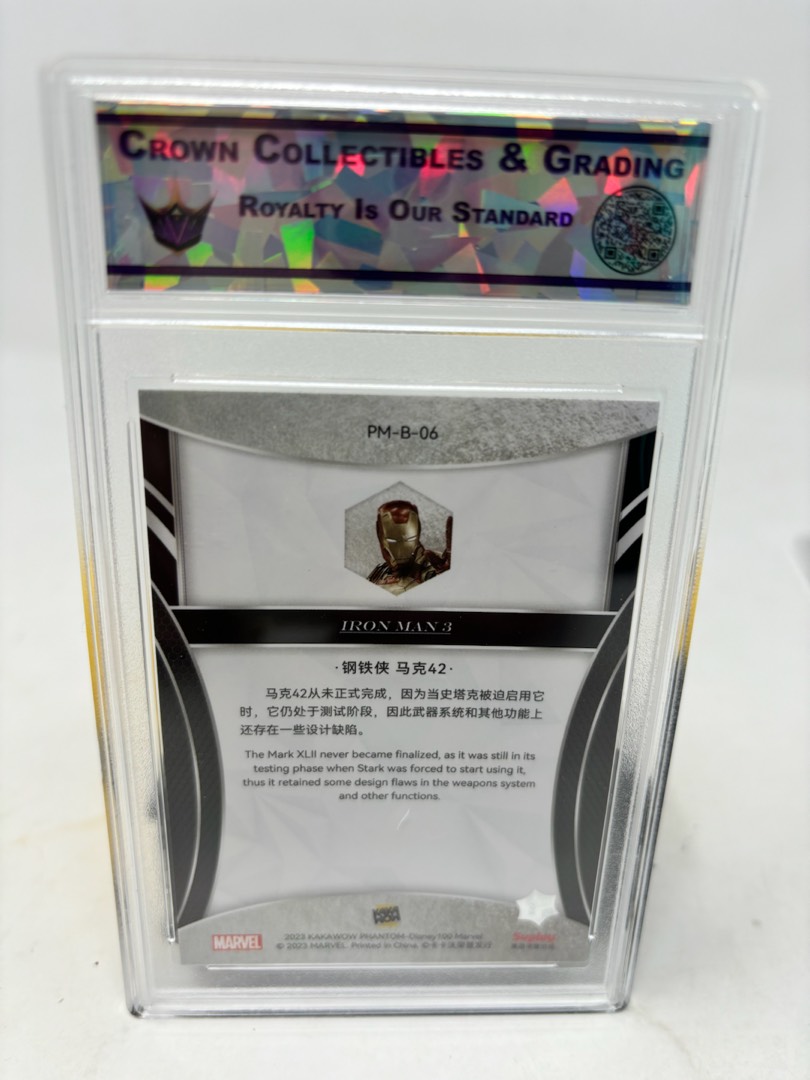 CROWN COLLECTIBLES & GRADING
ROYALTY IS OUR STANDARD
PM-B-06
IRON MAN 3
·钢铁侠 马克42·
马克42从未正式完成，因为当史塔克被迫启用它
时，它仍处于测试阶段，因此武器系统和其他功能上
还存在一些设计缺陷。
The Mark XLII never became finalized, as it was still in its
testing phase when Stark was forced to start using it,
thus it retained some design flaws in the weapons system
and other functions.
KAKAWOW
MARVEL
2023 KAKAWOW PHANTOM-Disney 100 Marvel
© 2023 MARVEL. Printed in China.